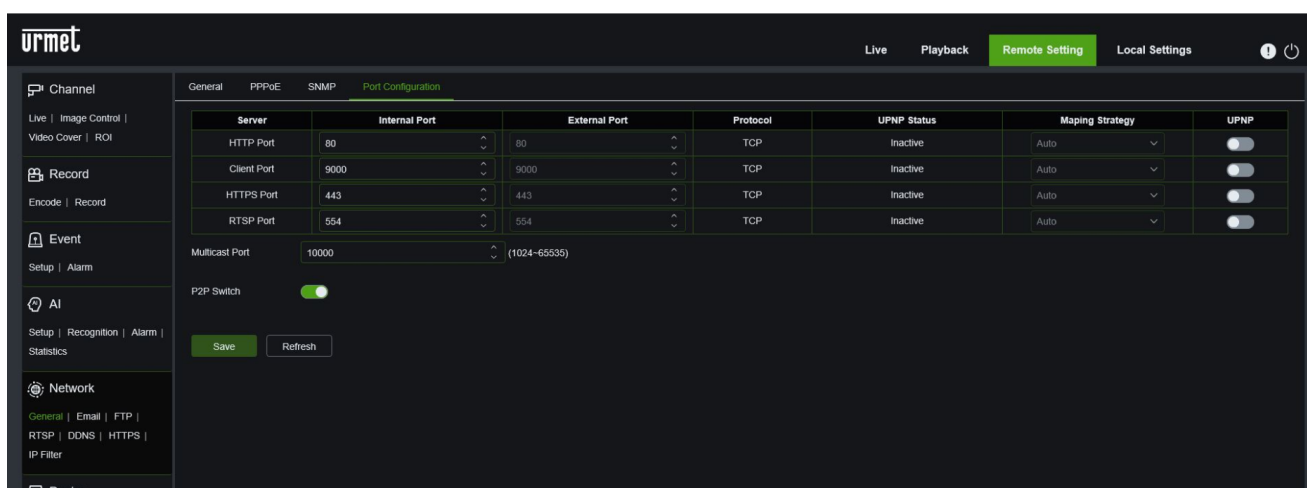 urmet
Live Playback Remote Setting Local Settings
Channel
Live | Image Control |
Video Cover | ROI
Record
Encode | Record
Event
Setup | Alarm
AI
Setup | Recognition | Alarm |
Statistics
Network
General | Email | FTP |
RTSP | DDNS | HTTPS |
IP Filter
General PPPoE SNMP Port Configuration
Server Internal Port External Port Protocol UPNP Status Maping Strategy UPNP
HTTP Port 80 80 TCP Inactive Auto
Client Port 9000 9000 TCP Inactive Auto
HTTPS Port 443 443 TCP Inactive Auto
RTSP Port 554 554 TCP Inactive Auto
Multicast Port 10000 (1024~65535)
P2P Switch
Save Refresh